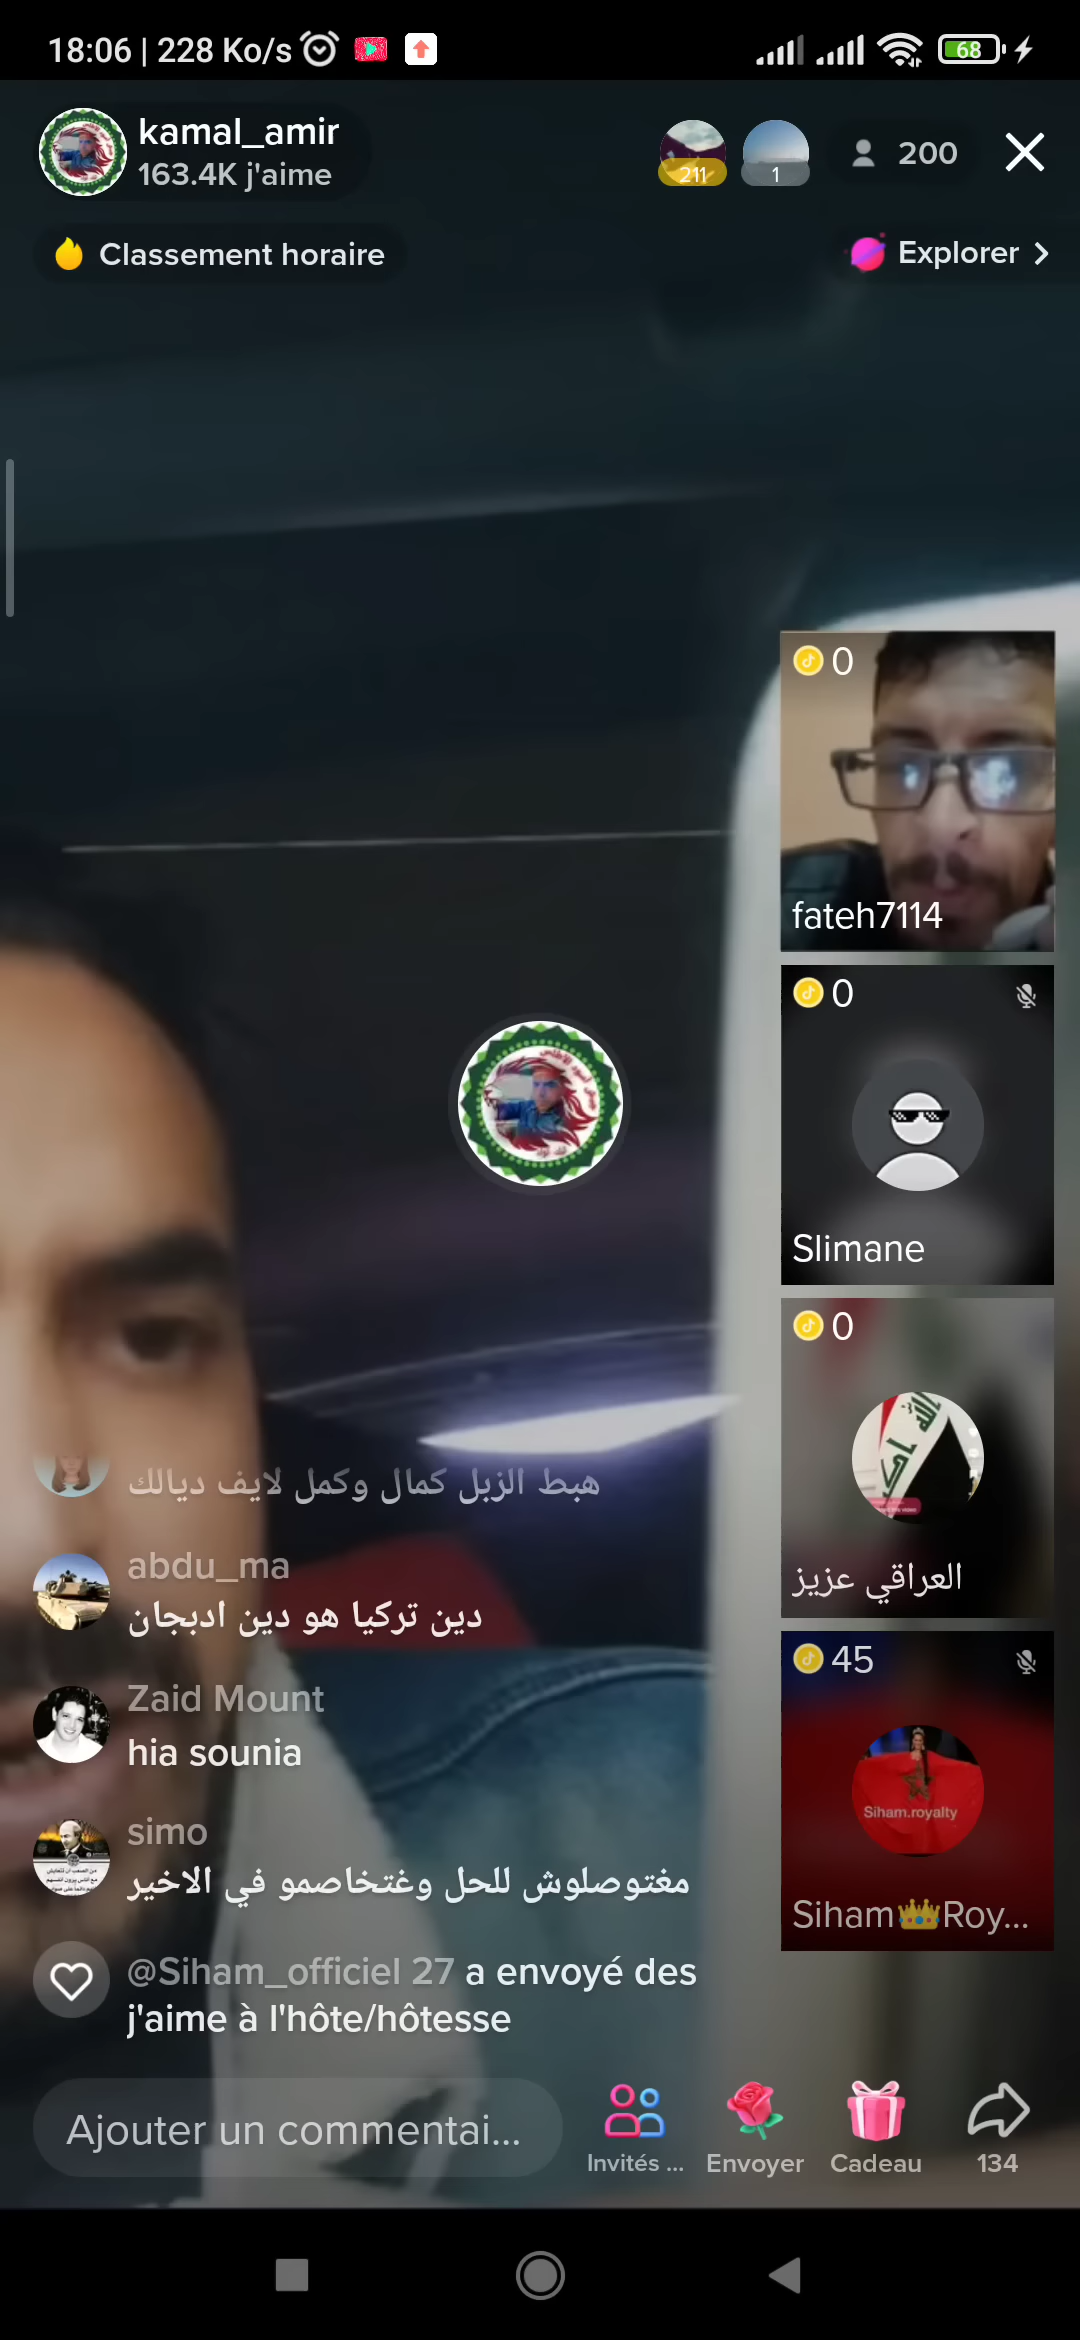 18:06 | 228 Ko/s
68
kamal_amir
163.4K j'aime
211
1
200
Classement horaire
Explorer
0
fateh7114
0
Slimane
0
العراقي عزيز
45
Siham.royalty
Siham👑Roy...
هبط الزبل كمال وكمل لايف ديالك
abdu_ma
دين تركيا هو دين ادبجان
Zaid Mount
hia sounia
simo
مغتوصلوش للحل وغتخاصمو في الاخير
@Siham_officiel 27 a envoyé des
j'aime à l'hôte/hôtesse
Ajouter un commentai...
Invités ...
Envoyer
Cadeau
134